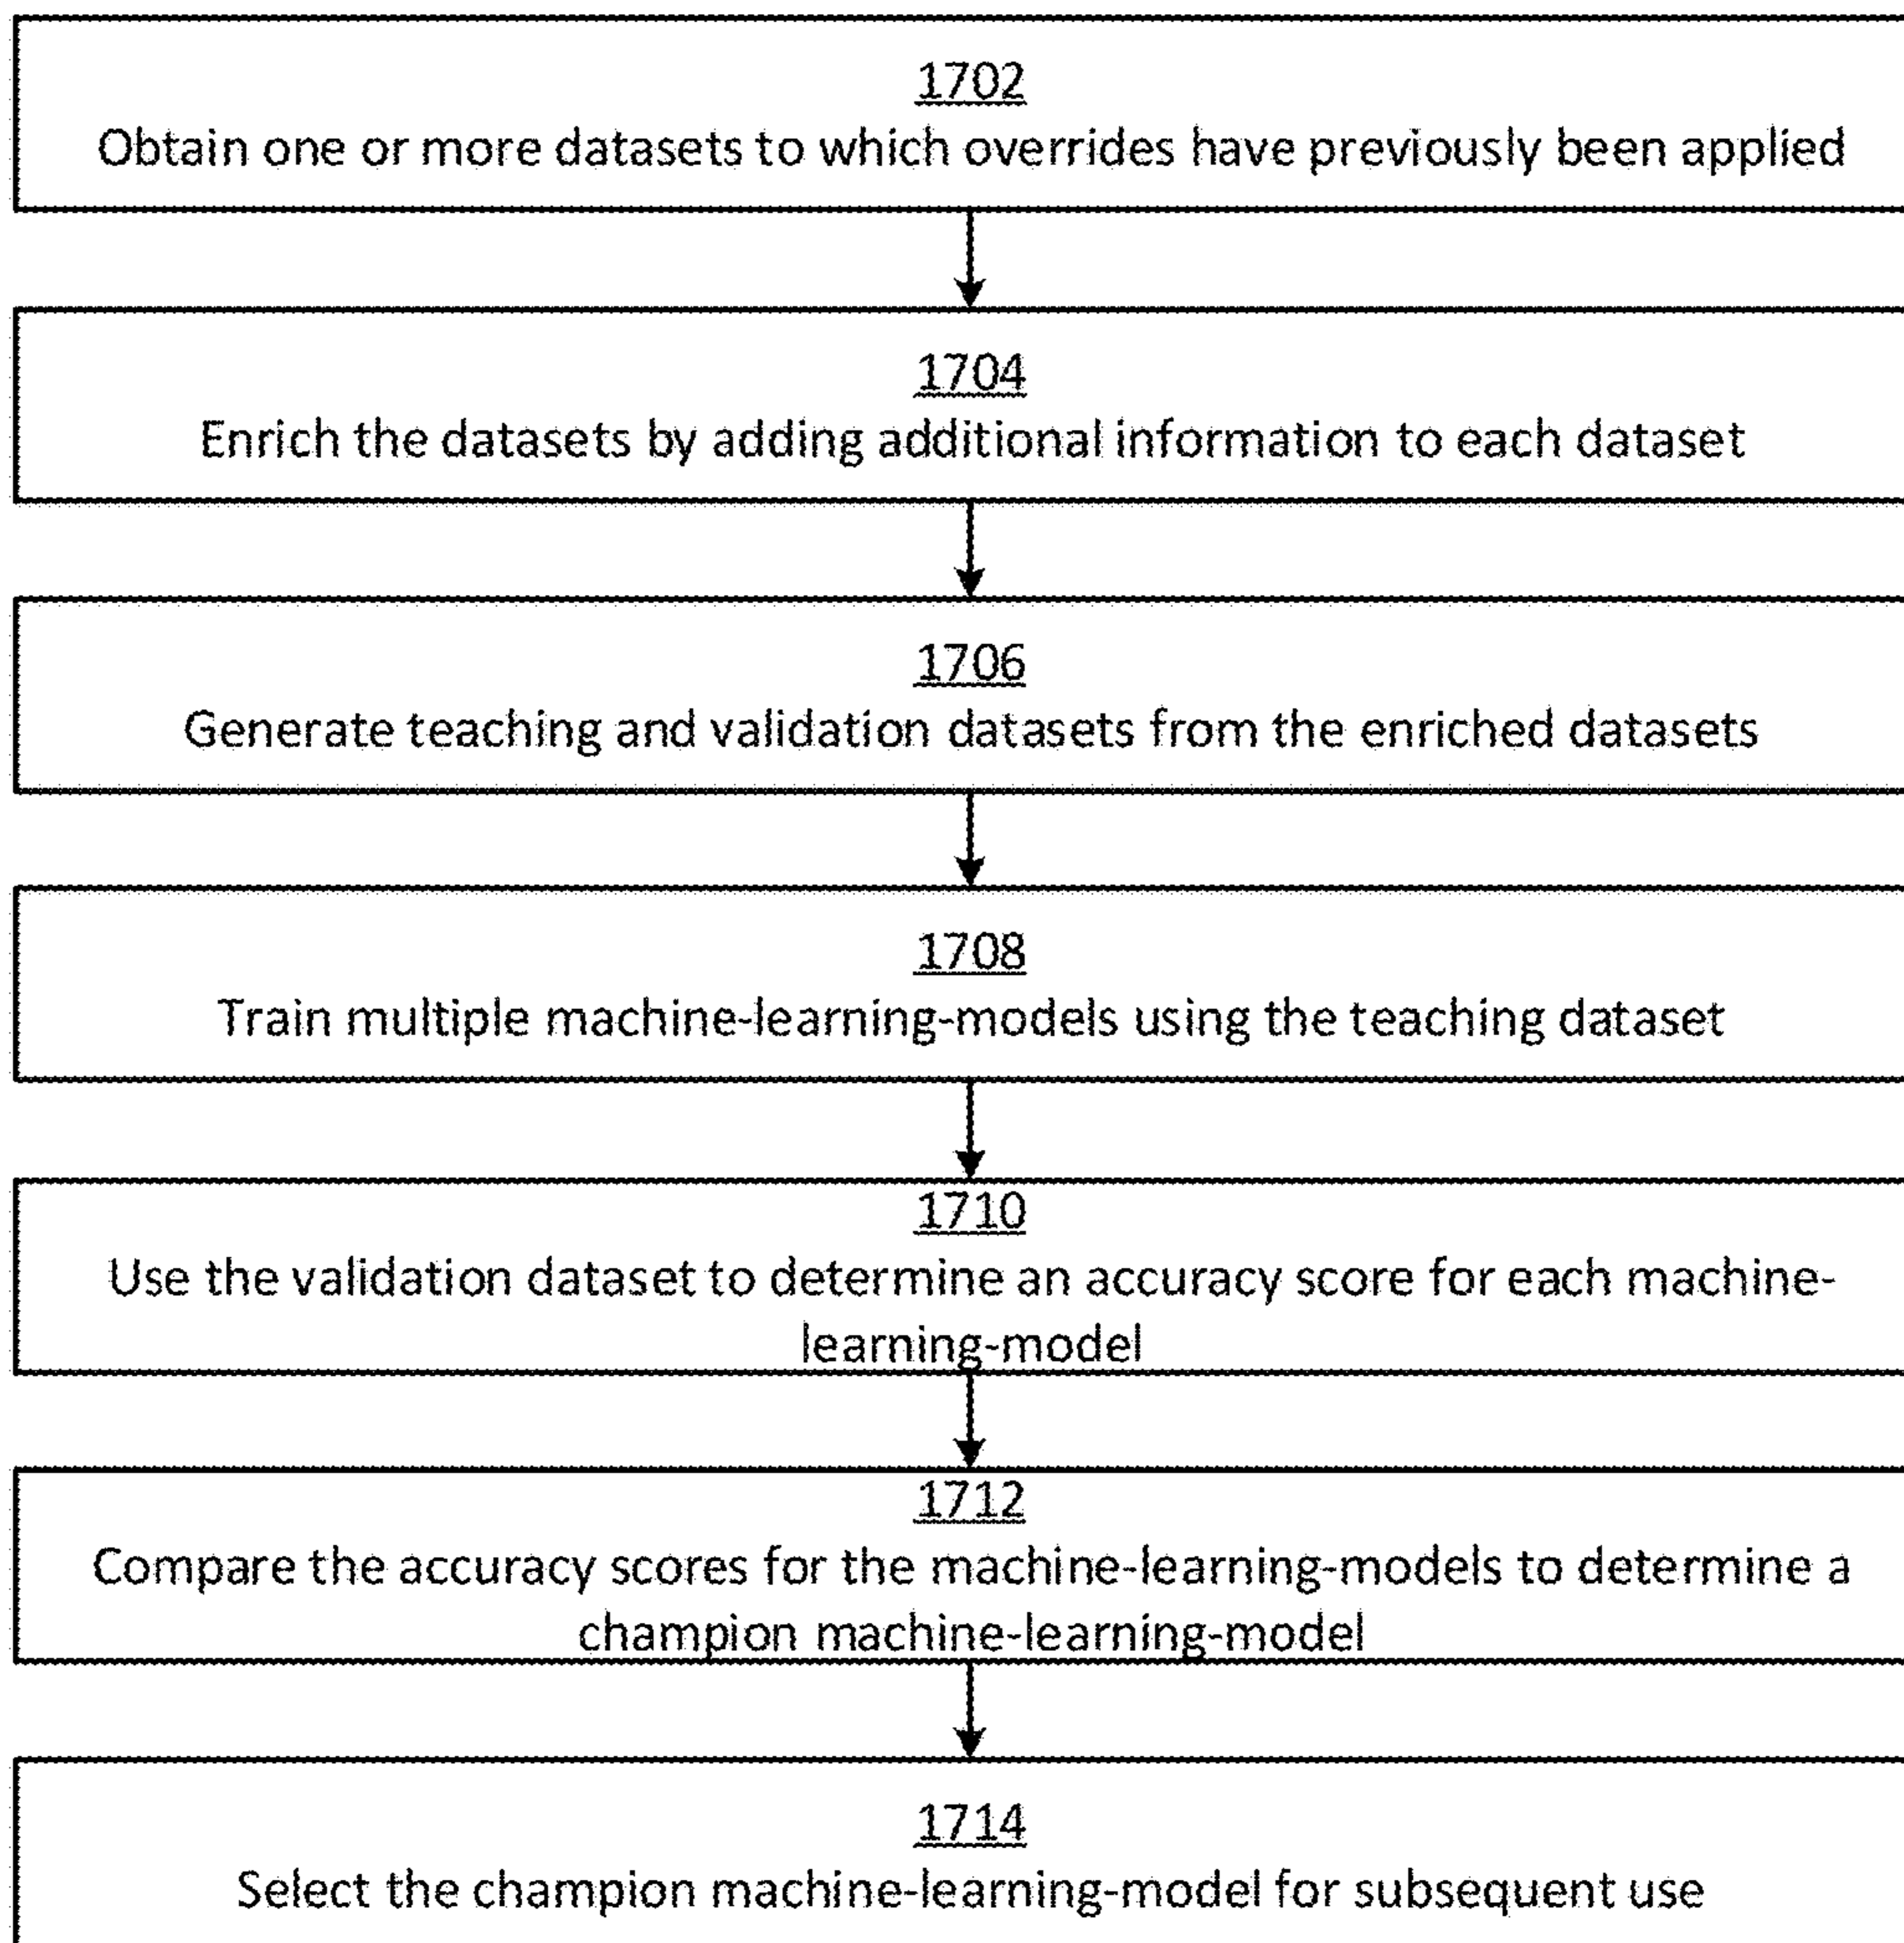 1702
Obtain one or more datasets to which overrides have previously been applied
1704
Enrich the datasets by adding additional information to each dataset
1706
Generate teaching and validation datasets from the enriched datasets
1708
Train multiple machine-learning-models using the teaching dataset
1710
Use the validation dataset to determine an accuracy score for each machine-
learning-model
1712
Compare the accuracy scores for the machine-learning-models to determine a
champion machine-learning-model
1714
Select the champion machine-learning-model for subsequent use